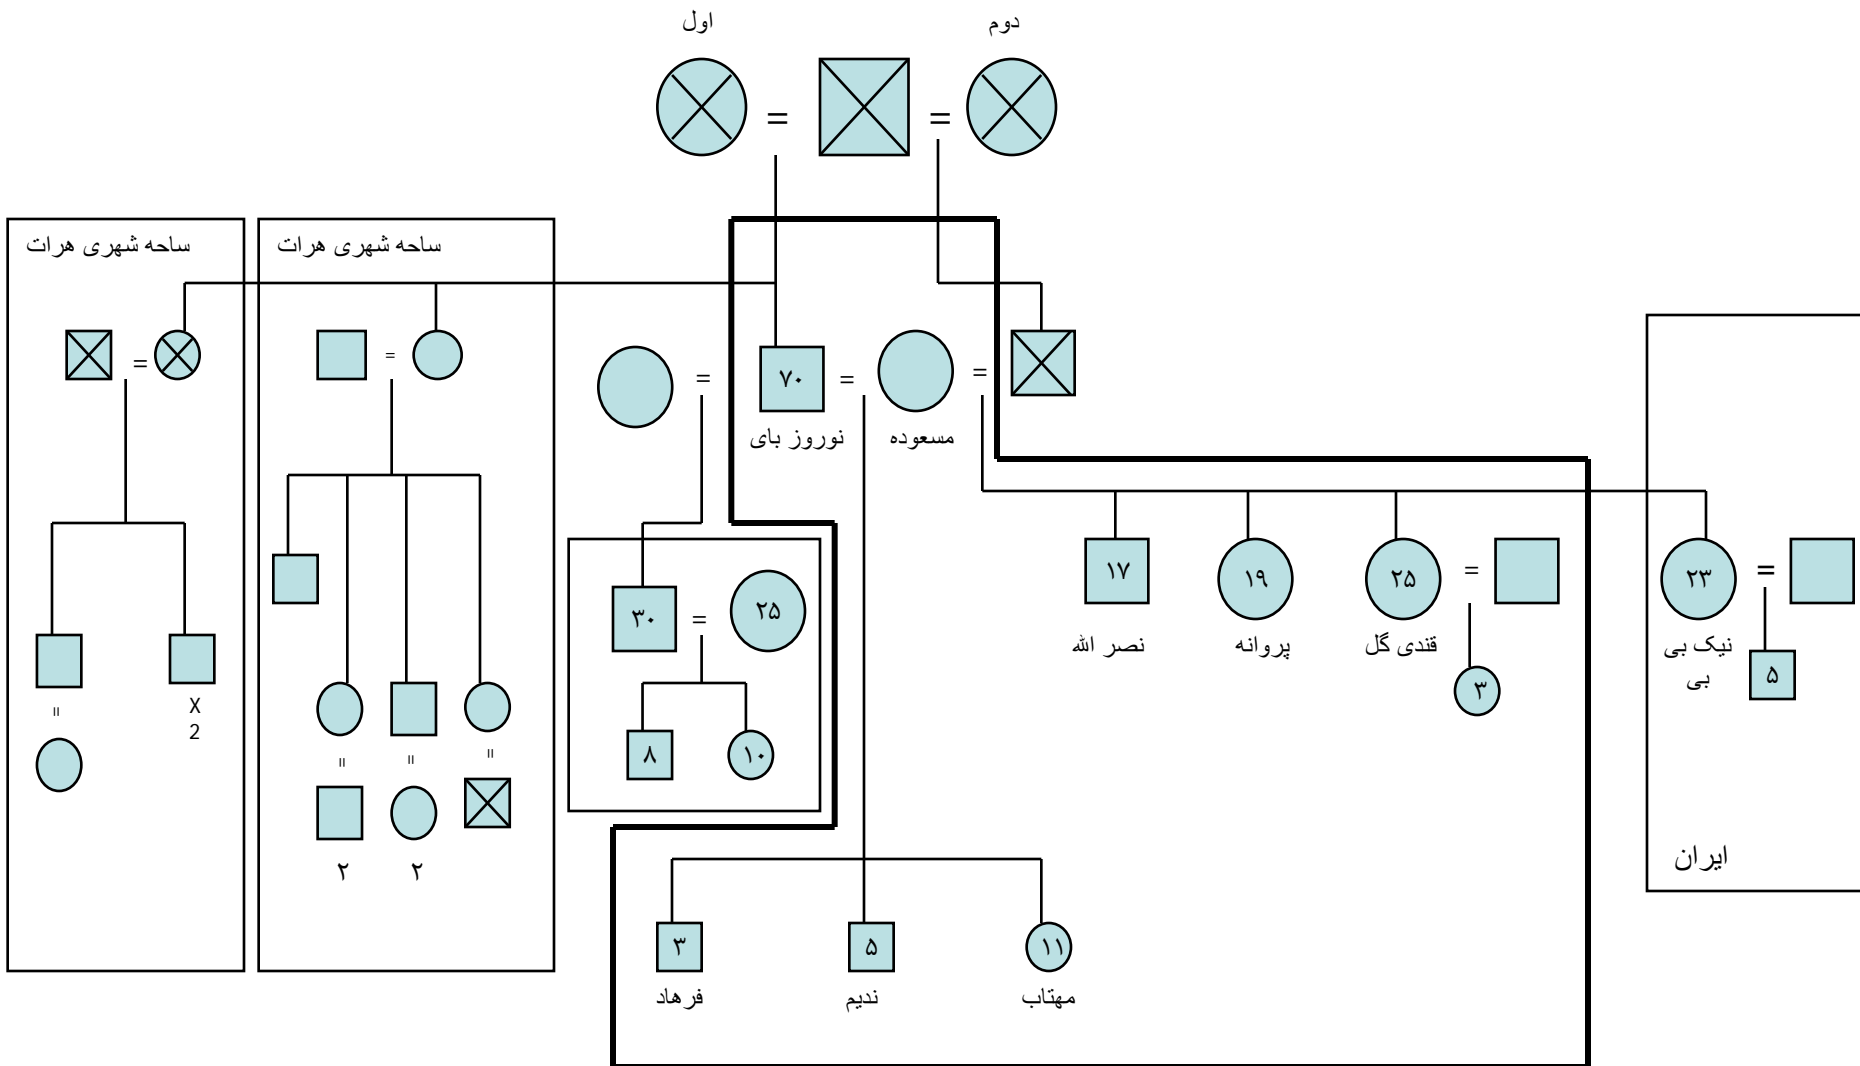 اول
دوم
ساحه شهری هرات
ساحه شهری هرات
=
=
=
=
=
۷۰
=
=
نوروز بای
مسعوده
۱۷
۱۹
۲۵
=
۲۳
=
۳۰
=
۲۵
نصر الله
پروانه
قندی گل
نیک بی
بی
۳
۵
X
2
=
=
=
=
۸
۱۰
۲
۲
ایران
۳
۵
۱۱
فرهاد
ندیم
مهتاب